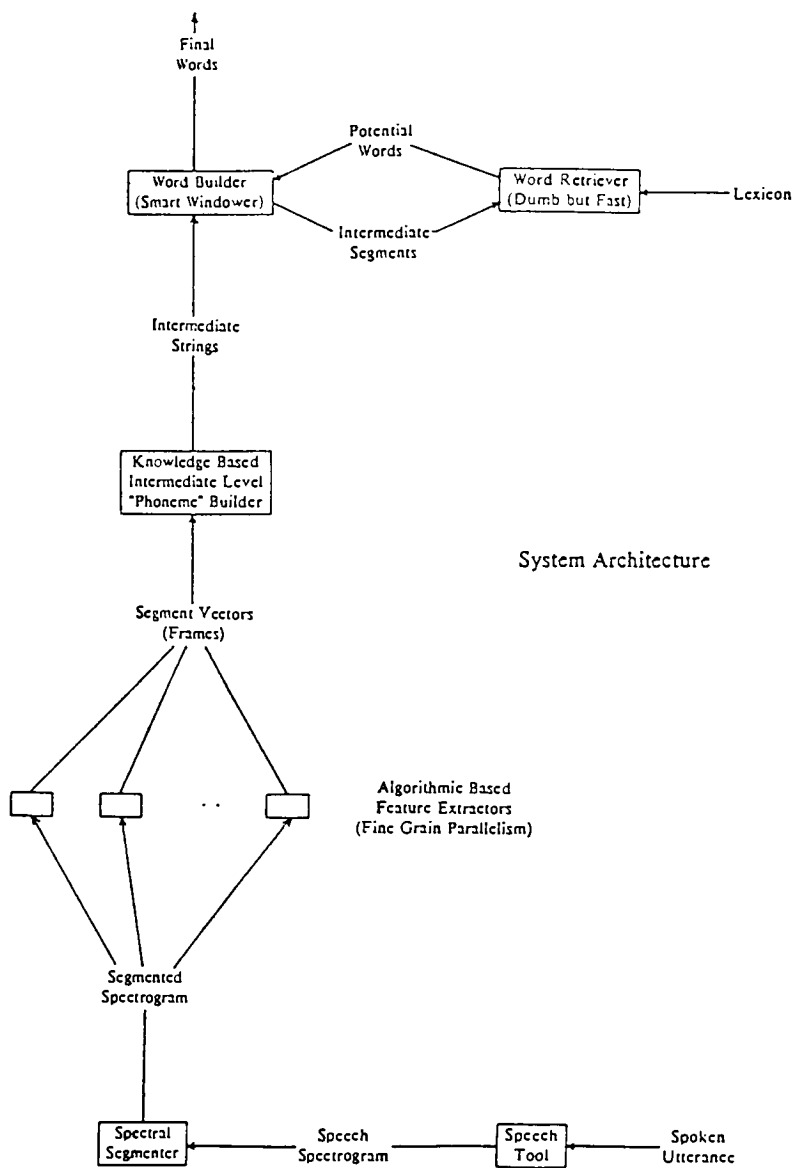 Final
Words
Potential
Words
Word Builder
(Smart Windower)
Word Retriever
(Dumb but Fast)
Lexicon
Intermediate
Segments
Intermediate
Strings
Knowledge Based
Intermediate Level
"Phoneme" Builder
System Architecture
Segment Vectors
(Frames)
. .
Algorithmic Based
Feature Extractors
(Fine Grain Parallelism)
Segmented
Spectrogram
Spectral
Segmenter
Speech
Spectrogram
Speech
Tool
Spoken
Utterance